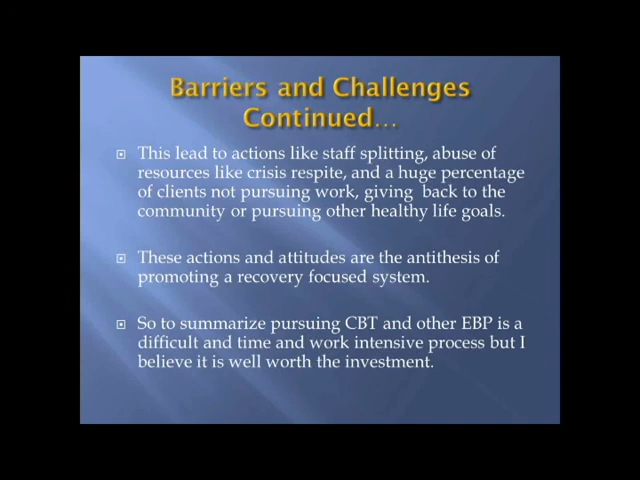 Barriers and Challenges
Continued...
This lead to actions like staff splitting, abuse of
resources like crisis respite, and a huge percentage
of clients not pursuing work, giving  back to the
community or pursuing other healthy life goals.
These actions and attitudes are the antithesis of
promoting a recovery focused system.
So to summarize pursuing CBT and other EBP is a
difficult and time and work intensive process but I
believe it is well worth the investment.